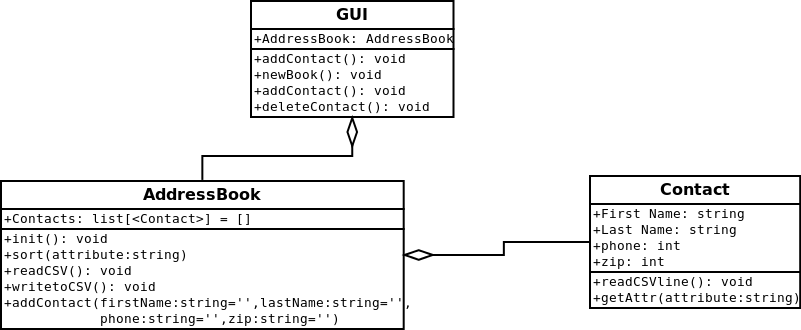 GUI
+AddressBook: AddressBook
+addContact(): void
+newBook(): void
+addContact(): void
+deleteContact(): void
AddressBook
+Contacts: list[<Contact>] = []
+init(): void
+sort(attribute:string)
+readCSV(): void
+writetoCSV(): void
+addContact(firstName:string='',lastName:string='',
phone:string='',zip:string='')
Contact
+First Name: string
+Last Name: string
+phone: int
+zip: int
+readCSVline(): void
+getAttr(attribute:string)